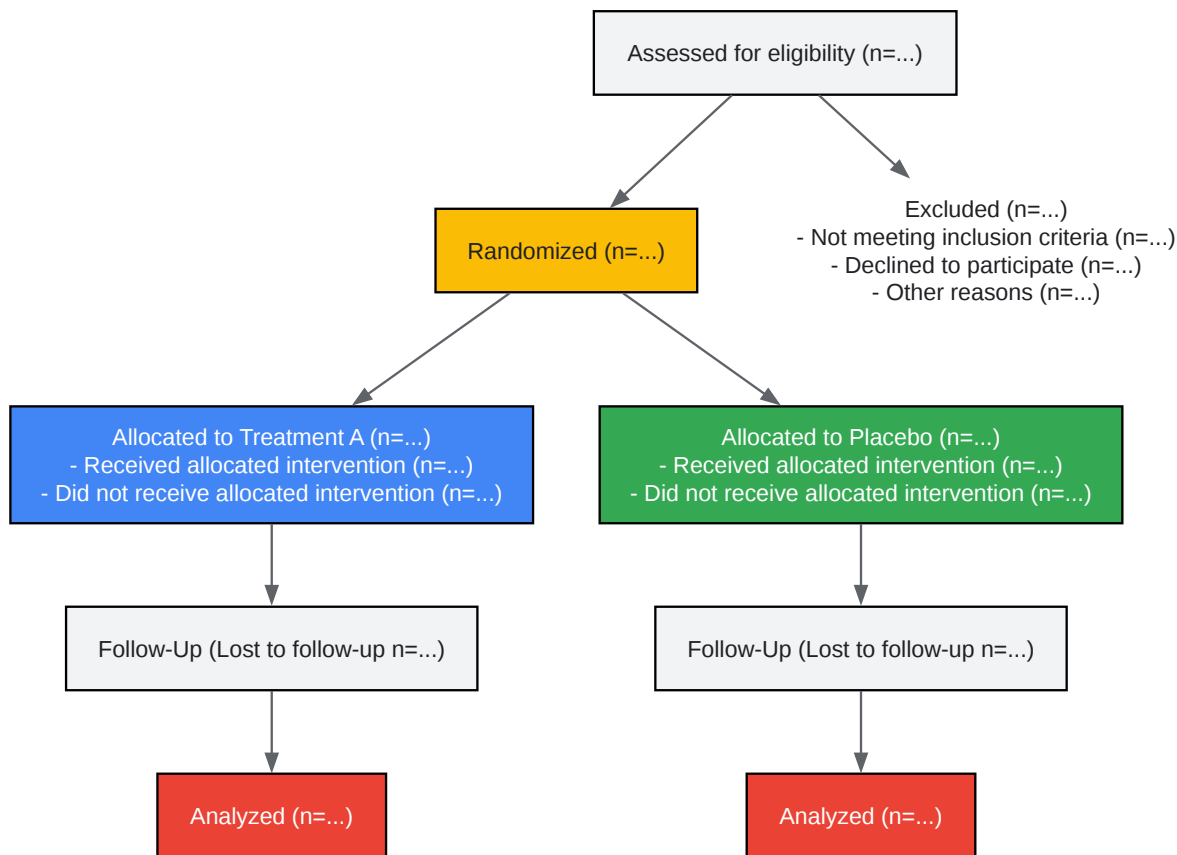 Assessed for eligibility (n=...)
Randomized (n=...)
Excluded (n=...)
- Not meeting inclusion criteria (n=...)
- Declined to participate (n=...)
- Other reasons (n=...)
Allocated to Treatment A (n=...)
- Received allocated intervention (n=...)
- Did not receive allocated intervention (n=...)
Allocated to Placebo (n=...)
- Received allocated intervention (n=...)
- Did not receive allocated intervention (n=...)
Follow-Up (Lost to follow-up n=...)
Follow-Up (Lost to follow-up n=...)
Analyzed (n=...)
Analyzed (n=...)